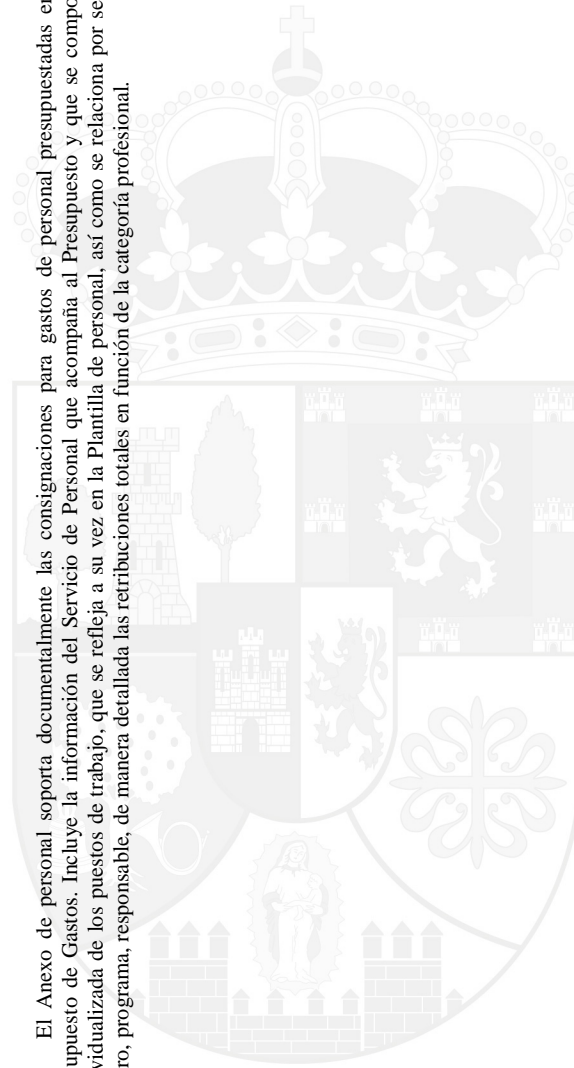 El Anexo de personal soporta documentalmente las consignaciones para gastos de personal presupuestadas en
upuesto de Gastos. Incluye la información del Servicio de Personal que acompaña al Presupuesto y que se compo
vidualizada de los puestos de trabajo, que se refleja a su vez en la Plantilla de personal, así como se relaciona por se
ro, programa, responsable, de manera detallada las retribuciones totales en función de la categoría profesional.